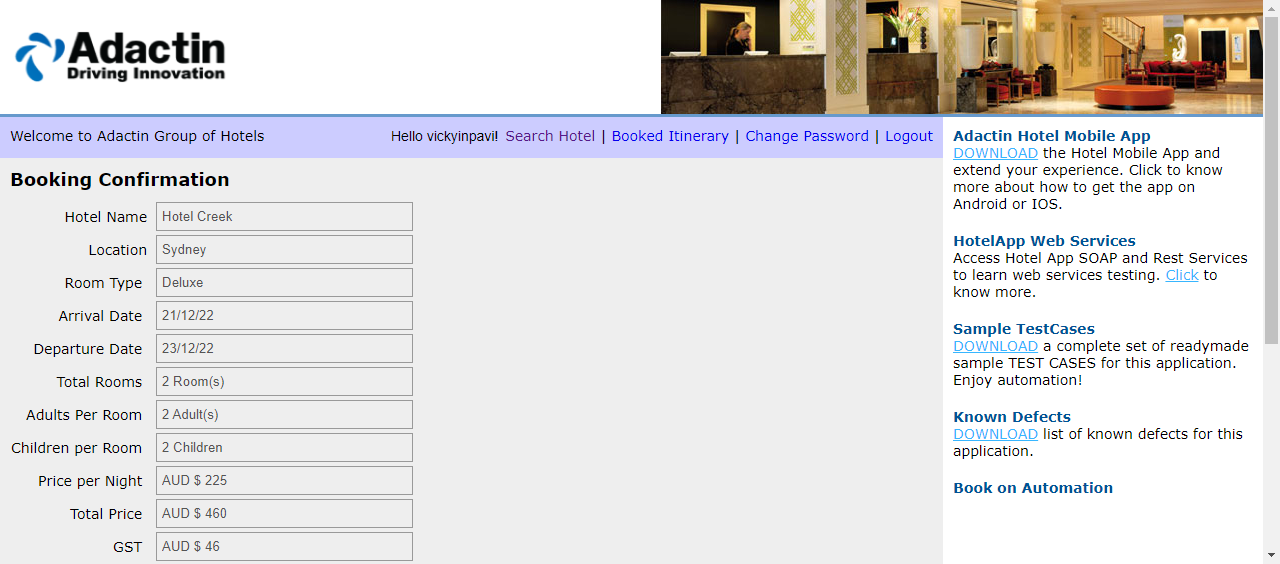 Adactin
Driving Innovation
Welcome to Adactin Group of Hotels
Hello vickyinpavi! Search Hotel | Booked Itinerary | Change Password | Logout
Booking Confirmation
Hotel Name Hotel Creek
Location Sydney
Room Type Deluxe
Arrival Date 21/12/22
Departure Date 23/12/22
Total Rooms 2 Room(s)
Adults Per Room 2 Adult(s)
Children per Room 2 Children
Price per Night AUD $ 225
Total Price AUD $ 460
GST AUD $ 46
Adactin Hotel Mobile App
DOWNLOAD the Hotel Mobile App and
extend your experience. Click to know
more about how to get the app on
Android or IOS.
HotelApp Web Services
Access Hotel App SOAP and Rest Services
to learn web services testing. Click to
know more.
Sample TestCases
DOWNLOAD a complete set of readymade
sample TEST CASES for this application.
Enjoy automation!
Known Defects
DOWNLOAD list of known defects for this
application.
Book on Automation